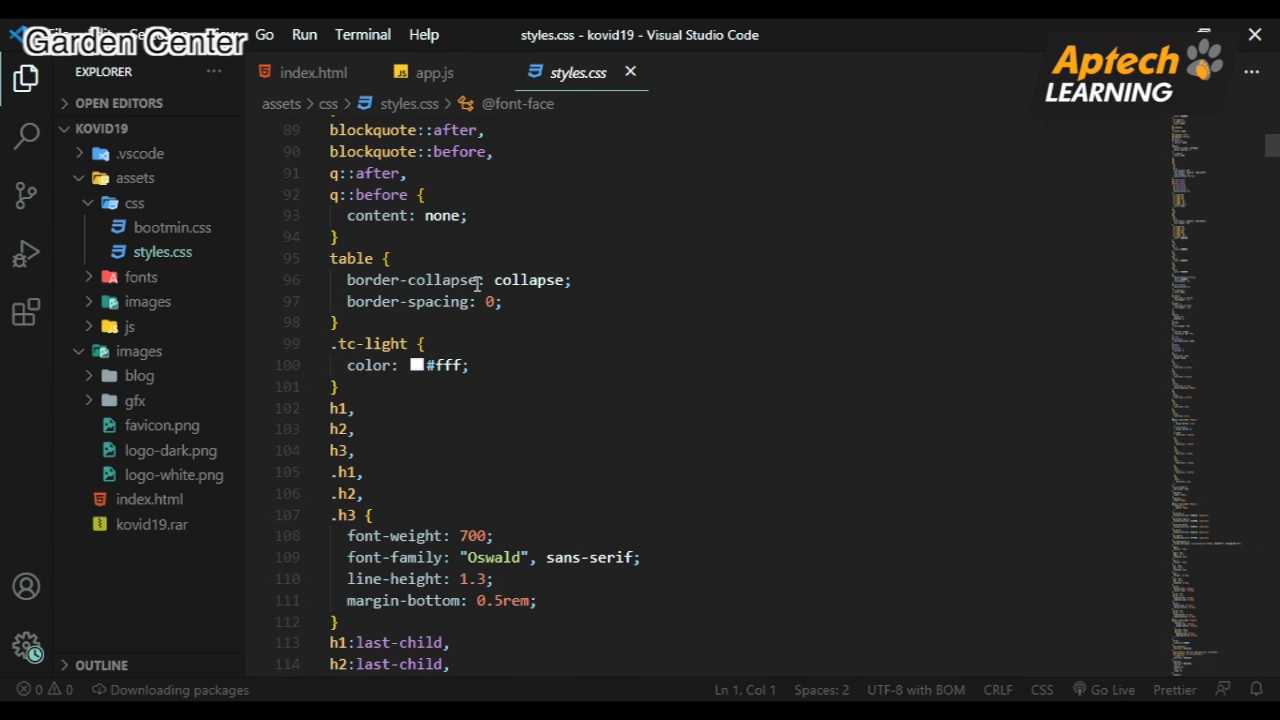 Garden Center
Go Run Terminal Help
styles.css - kovid19 - Visual Studio Code
Aptech
LEARNING
EXPLORER
index.html
app.js
styles.css
OPEN EDITORS
assets > css > styles.css > @font-face
KOVID19
.vscode
assets
css
bootmin.css
styles.css
fonts
images
js
images
blog
gfx
favicon.png
logo-dark.png
logo-white.png
index.html
kovid19.rar
OUTLINE
89 blockquote::after,
90 blockquote::before,
91 q::after,
92 q::before {
93 content: none;
94 }
95 table {
96 border-collapse: collapse;
97 border-spacing: 0;
98 }
99 .tc-light {
100 color: #fff;
101 }
102 h1,
103 h2,
104 h3,
105 .h1,
106 .h2,
107 .h3 {
108 font-weight: 700;
109 font-family: "Oswald", sans-serif;
110 line-height: 1.3;
111 margin-bottom: 0.5rem;
112 }
113 h1:last-child,
114 h2:last-child,
0 0 Downloading packages
Ln 1, Col 1 Spaces: 2 UTF-8 with BOM CRLF CSS Go Live Prettier